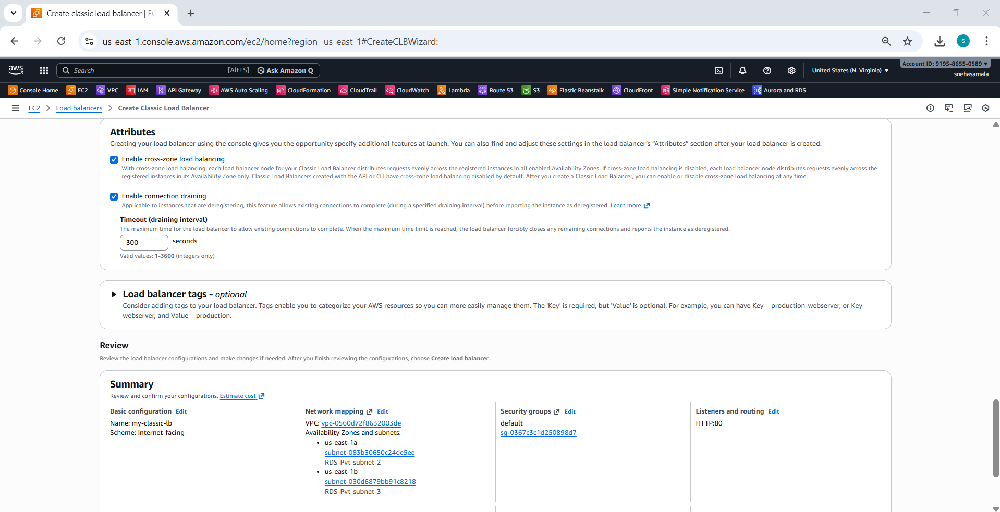 Create classic load balancer | EC
us-east-1.console.aws.amazon.com/ec2/home?region=us-east-1#CreateCLBWizard:
S
aws
Search
[Alt+S]
Ask Amazon Q
United States (N. Virginia)
Account ID: 9195-8655-0589
snehasamala
Console Home
EC2
VPC
IAM
API Gateway
AWS Auto Scaling
CloudFormation
CloudTrail
CloudWatch
Lambda
Route 53
S3
Elastic Beanstalk
CloudFront
Simple Notification Service
Aurora and RDS
EC2 > Load balancers > Create Classic Load Balancer
Attributes
Creating your load balancer using the console gives you the opportunity specify additional features at launch. You can also find and adjust these settings in the load balancer’s “Attributes” section after your load balancer is created.
Enable cross-zone load balancing
With cross-zone load balancing, each load balancer node for your Classic Load Balancer distributes requests evenly across the registered instances in all enabled Availability Zones. If cross-zone load balancing is disabled, each load balancer node distributes requests evenly across the
registered instances in its Availability Zone only. Classic Load Balancers created with the API or CLI have cross-zone load balancing disabled by default. After you create a Classic Load Balancer, you can enable or disable cross-zone load balancing at any time.
Enable connection draining
Applicable to instances that are deregistering, this feature allows existing connections to complete (during a specified draining interval) before reporting the instance as deregistered. Learn more
Timeout (draining interval)
The maximum time for the load balancer to allow existing connections to complete. When the maximum time limit is reached, the load balancer forcibly closes any remaining connections and reports the instance as deregistered.
300 seconds
Valid values: 1-3600 (integers only)
Load balancer tags - optional
Consider adding tags to your load balancer. Tags enable you to categorize your AWS resources so you can more easily manage them. The 'Key' is required, but 'Value' is optional. For example, you can have Key = production-webserver, or Key =
webserver, and Value = production.
Review
Review the load balancer configurations and make changes if needed. After you finish reviewing the configurations, choose Create load balancer.
Summary
Review and confirm your configurations. Estimate cost
Basic configuration Edit
Name: my-classic-lb
Scheme: Internet-facing
Network mapping Edit
VPC: vpc-0560d72f8632003de
Availability Zones and subnets:
• us-east-1a
subnet-083b30650c24de5ee
RDS-Pvt-subnet-2
• us-east-1b
subnet-030d6879bb91c8218
RDS-Pvt-subnet-3
Security groups Edit
default
sg-0367c3c1d250898d7
Listeners and routing Edit
HTTP:80